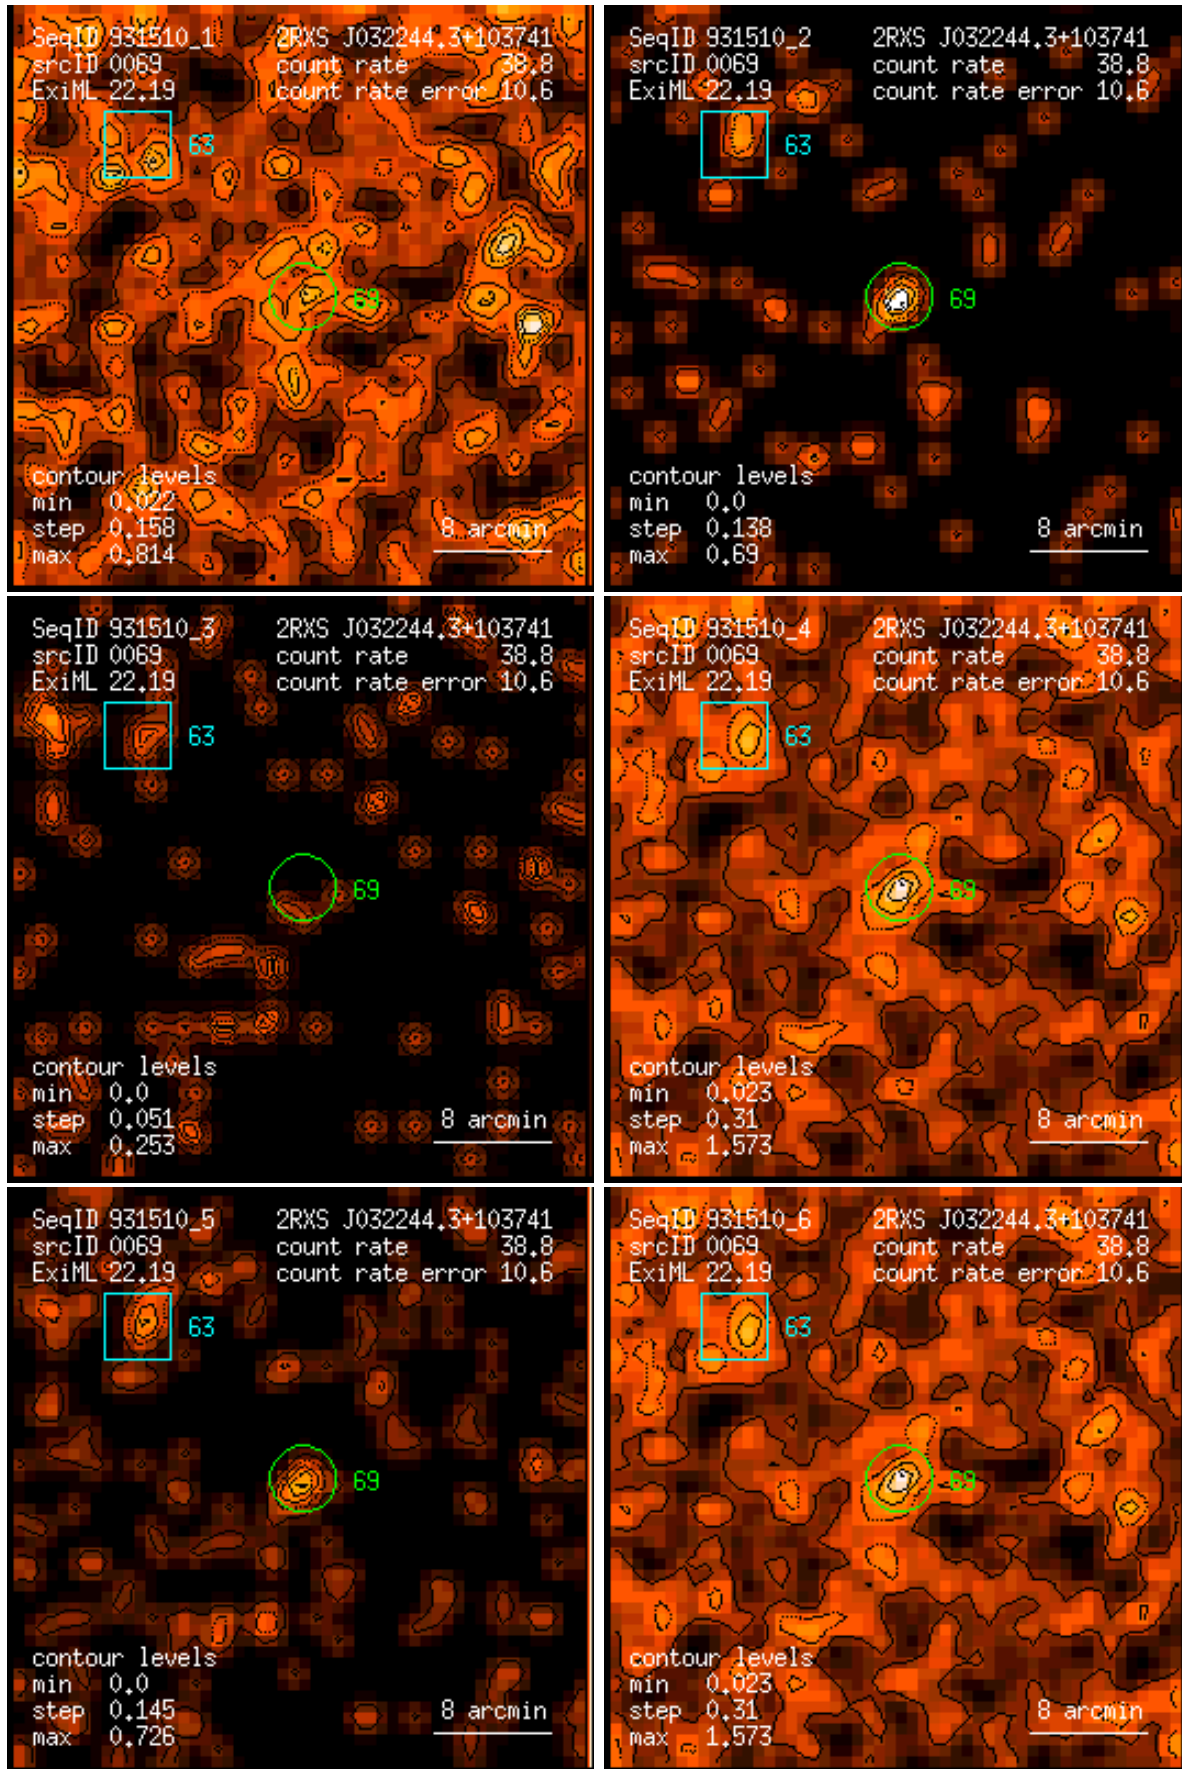 SeqID 931510_1 2RXS J032244.3+103741
srcID 0069 count rate 38.8
ExiML 22.19 count rate error 10.6
63
69
contour levels
min 0.022
step 0.158 8 arcmin
max 0.814
SeqID 931510_2 2RXS J032244.3+103741
srcID 0069 count rate 38.8
ExiML 22.19 count rate error 10.6
63
69
contour levels
min 0.0
step 0.138 8 arcmin
max 0.69
SeqID 931510_3 2RXS J032244.3+103741
srcID 0069 count rate 38.8
ExiML 22.19 count rate error 10.6
63
69
contour levels
min 0.0
step 0.051 8 arcmin
max 0.253
SeqID 931510_4 2RXS J032244.3+103741
srcID 0069 count rate 38.8
ExiML 22.19 count rate error 10.6
63
69
contour levels
min 0.023
step 0.31 8 arcmin
max 1.573
SeqID 931510_5 2RXS J032244.3+103741
srcID 0069 count rate 38.8
ExiML 22.19 count rate error 10.6
63
69
contour levels
min 0.0
step 0.145 8 arcmin
max 0.726
SeqID 931510_6 2RXS J032244.3+103741
srcID 0069 count rate 38.8
ExiML 22.19 count rate error 10.6
63
69
contour levels
min 0.023
step 0.31 8 arcmin
max 1.573